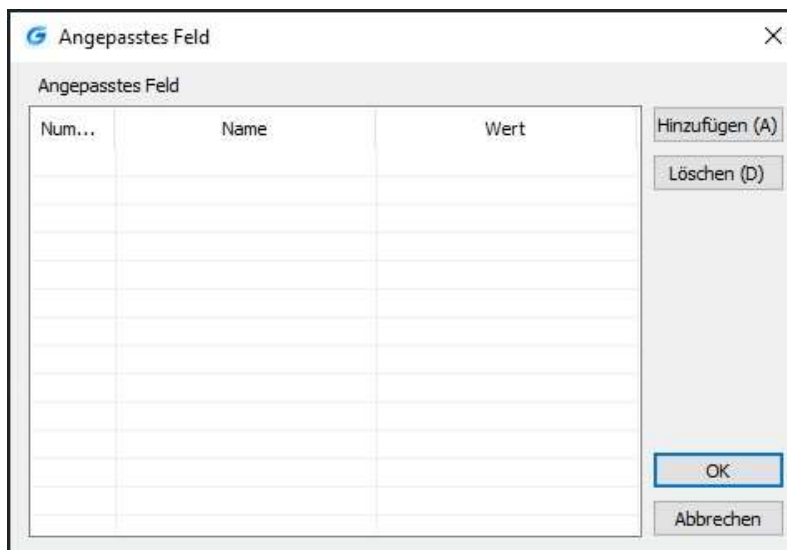 Angepasstes Feld
Angepasstes Feld
Num... Name Wert
Hinzufügen (A)
Löschen (D)
OK
Abbrechen